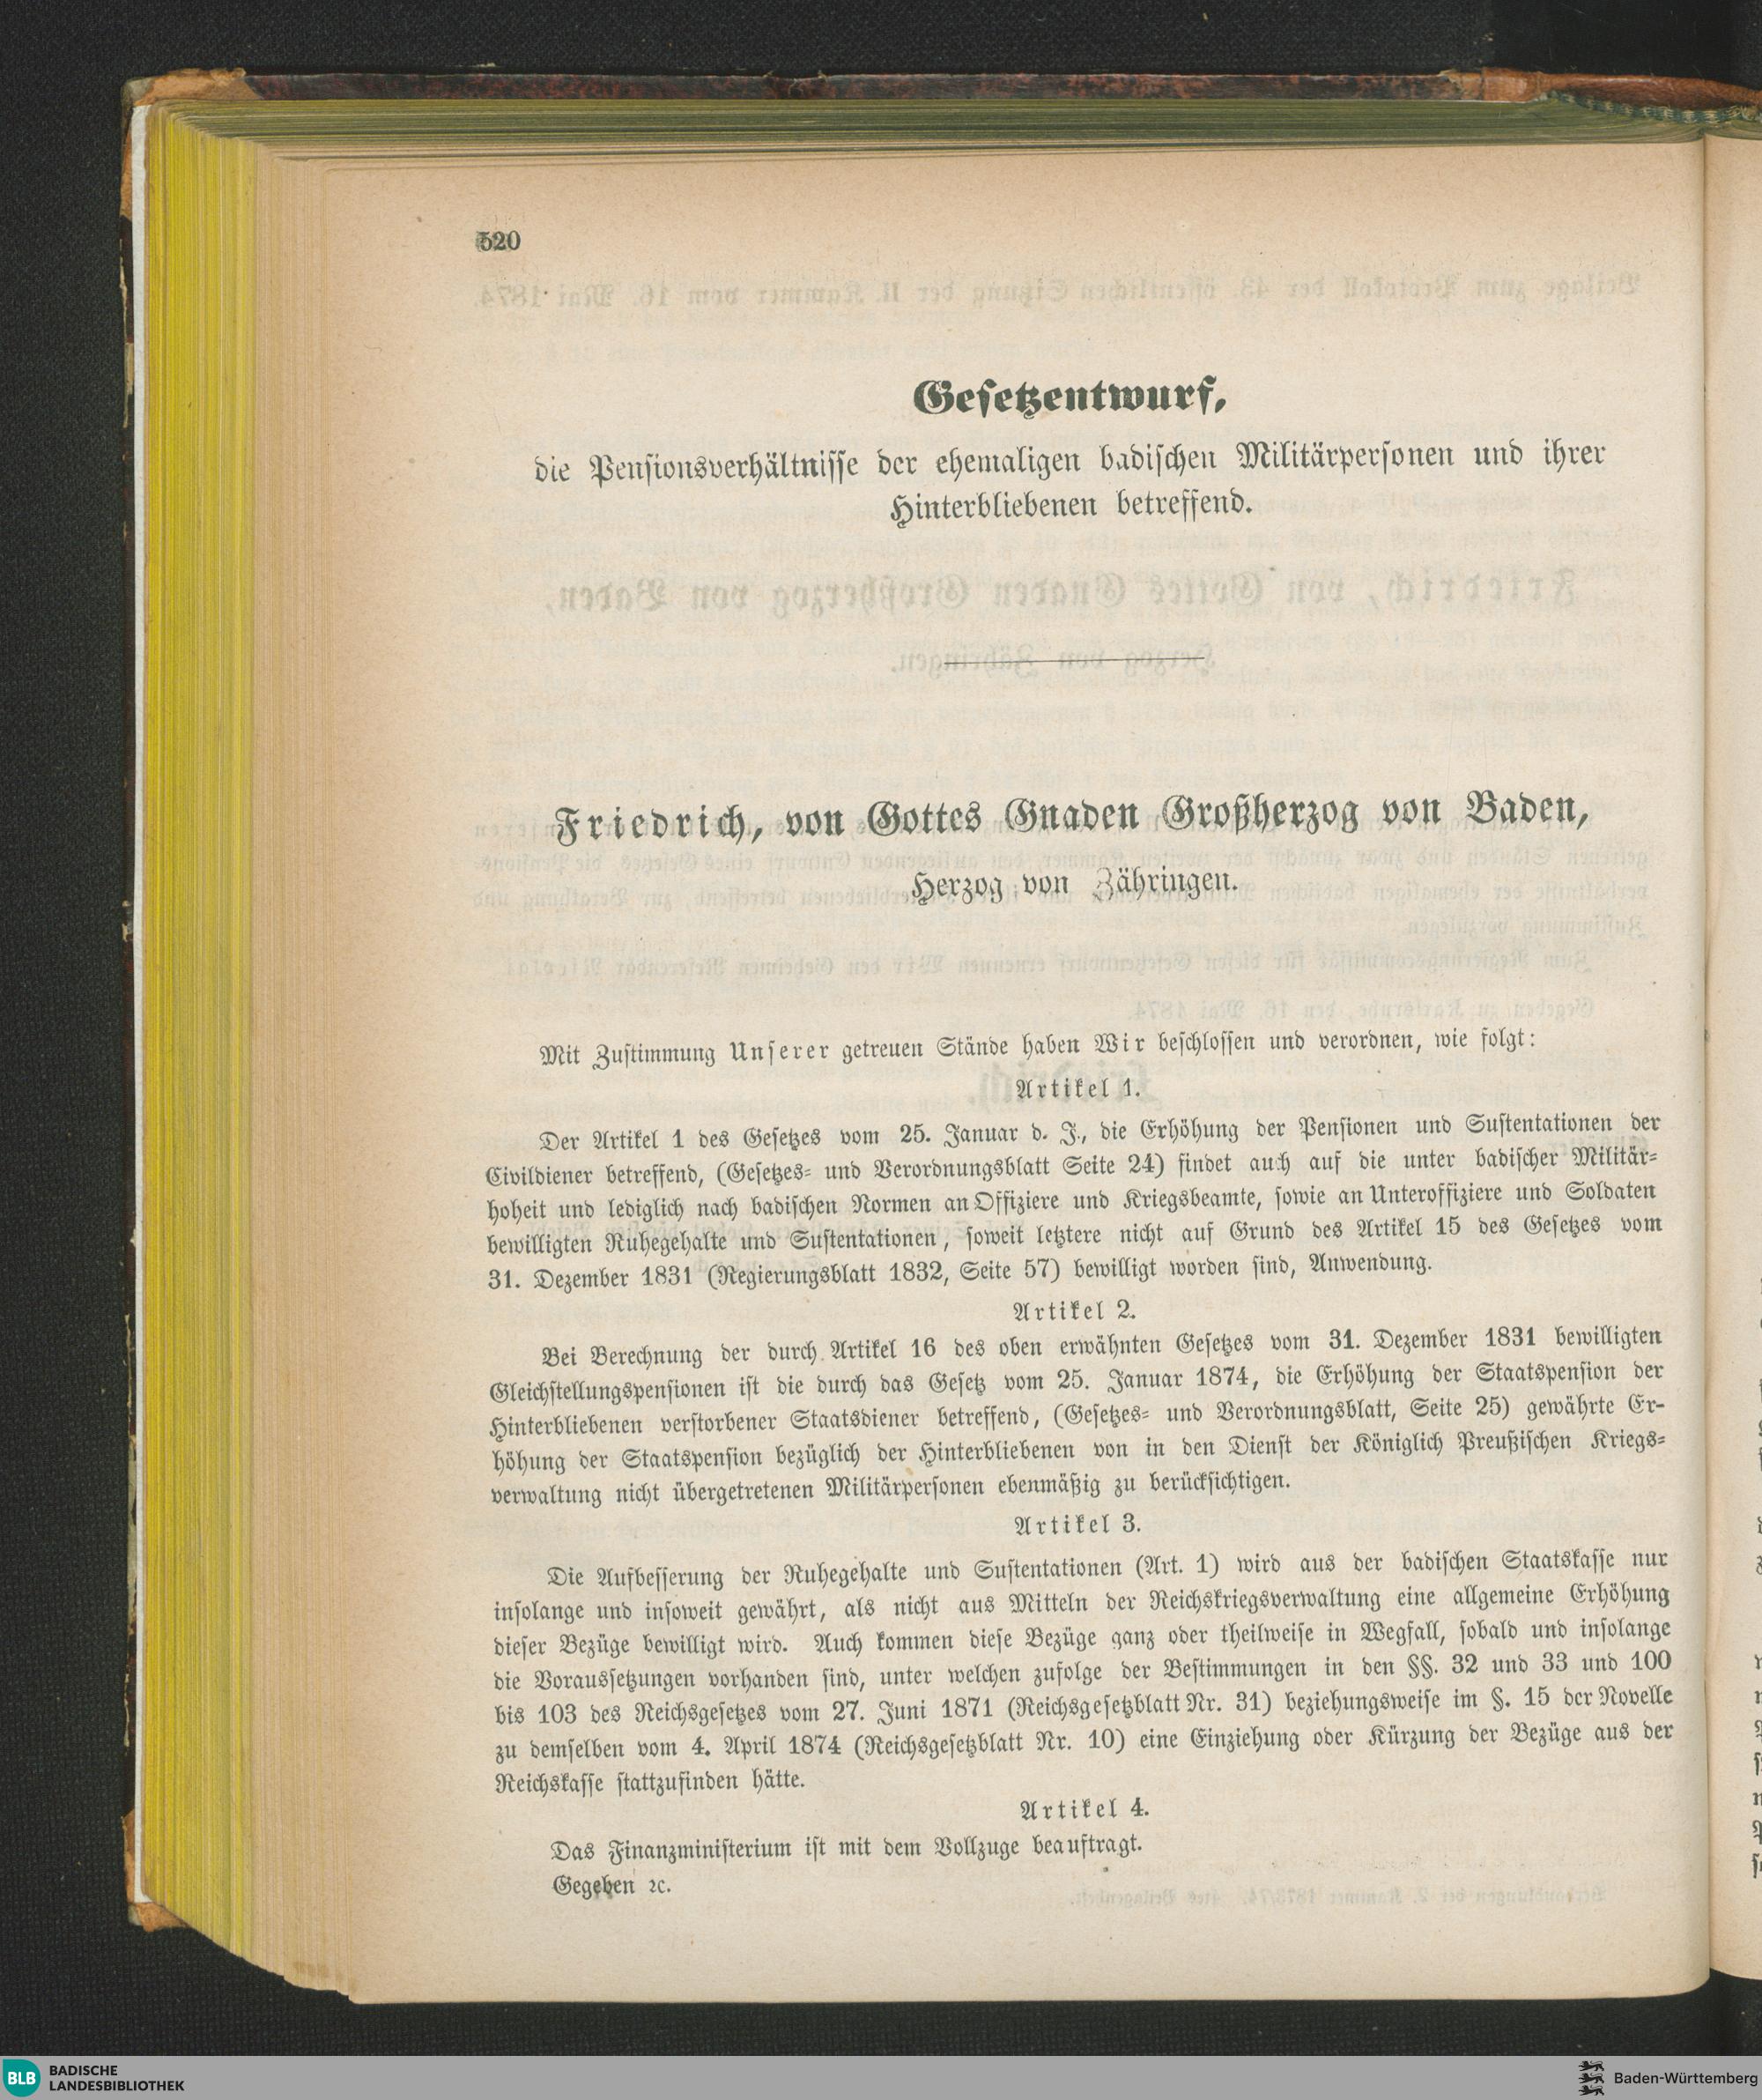 520
Gesetzentwurf,
die Pensionsverhältnisse der ehemaligen badischen Militärpersonen und ihrer
Hinterbliebenen betreffend.
Friedrich, von Gottes Gnaden Großherzog von Baden,
Herzog von Zähringen.
Mit Zustimmung Unserer getreuen Stände haben Wir beschlossen und verordnen, wie folgt:
Artikel 1.
Der Artikel 1 des Gesetzes vom 25. Januar d. J., die Erhöhung der Pensionen und Sustentationen der
Civildiener betreffend, (Gesetzes- und Verordnungsblatt Seite 24) findet auch auf die unter badischer Militär-
hoheit und lediglich nach badischen Normen an Offiziere und Kriegsbeamte, sowie an Unteroffiziere und Soldaten
bewilligten Ruhegehalte und Sustentationen, soweit letztere nicht auf Grund des Artikel 15 des Gesetzes vom
31. Dezember 1831 (Regierungsblatt 1832, Seite 57) bewilligt worden sind, Anwendung.
Artikel 2.
Bei Berechnung der durch Artikel 16 des oben erwähnten Gesetzes vom 31. Dezember 1831 bewilligten
Gleichstellungspensionen ist die durch das Gesetz vom 25. Januar 1874, die Erhöhung der Staatspension der
Hinterbliebenen verstorbener Staatsdiener betreffend, (Gesetzes- und Verordnungsblatt, Seite 25) gewährte Er-
höhung der Staatspension bezüglich der Hinterbliebenen von in den Dienst der Königlich Preußischen Kriegs-
verwaltung nicht übergetretenen Militärpersonen ebenmäßig zu berücksichtigen.
Artikel 3.
Die Aufbesserung der Ruhegehalte und Sustentationen (Art. 1) wird aus der badischen Staatskasse nur
insolange und insoweit gewährt, als nicht aus Mitteln der Reichskriegsverwaltung eine allgemeine Erhöhung
dieser Bezüge bewilligt wird. Auch kommen diese Bezüge ganz oder theilweise in Wegfall, sobald und insolange
die Voraussetzungen vorhanden sind, unter welchen zufolge der Bestimmungen in den §§. 32 und 33 und 100
bis 103 des Reichsgesetzes vom 27. Juni 1871 (Reichsgesetzblatt Nr. 31) beziehungsweise im §. 15 der Novelle
zu demselben vom 4. April 1874 (Reichsgesetzblatt Nr. 10) eine Einziehung oder Kürzung der Bezüge aus der
Reichskasse stattzufinden hätte.
Artikel 4.
Das Finanzministerium ist mit dem Vollzuge beauftragt.
Gegeben ꝛc.
BLB BADISCHE
LANDESBIBLIOTHEK
Baden-Württemberg